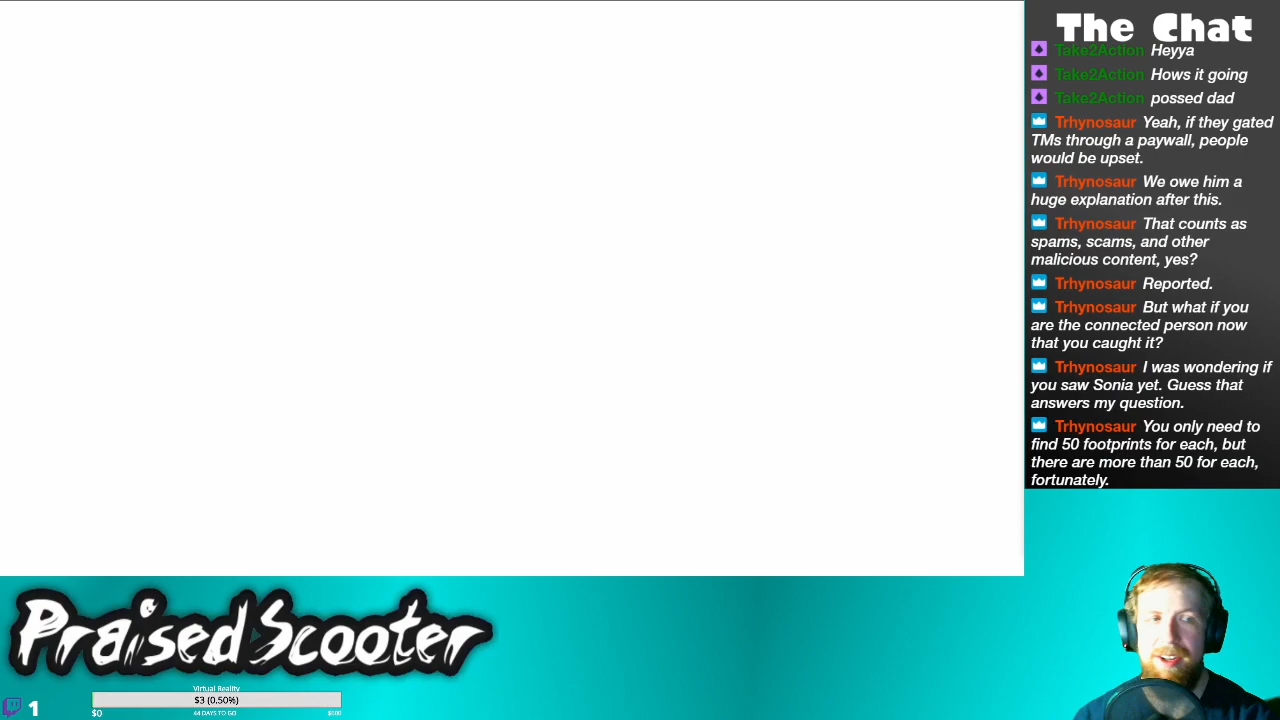 The Chat
Take2Action Heyya
Take2Action Hows it going
Take2Action possed dad
Trhynosaur Yeah, if they gated
TMs through a paywall, people
would be upset.
Trhynosaur We owe him a
huge explanation after this.
Trhynosaur That counts as
spams, scams, and other
malicious content, yes?
Trhynosaur Reported.
Trhynosaur But what if you
are the connected person now
that you caught it?
Trhynosaur I was wondering if
you saw Sonia yet. Guess that
answers my question.
Trhynosaur You only need to
find 50 footprints for each, but
there are more than 50 for each,
fortunately.
PraisedScooter
Virtual Reality
$3 (0.50%)
1
$0
44 DAYS TO GO